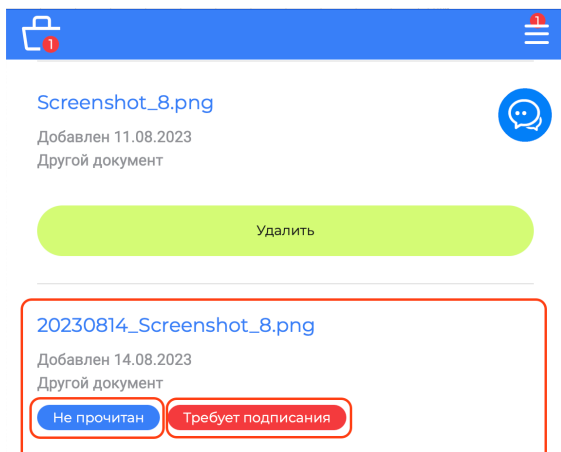 1
1
Screenshot_8.png
Добавлен 11.08.2023
Другой документ
Удалить
20230814_Screenshot_8.png
Добавлен 14.08.2023
Другой документ
Не прочитан Требует подписания